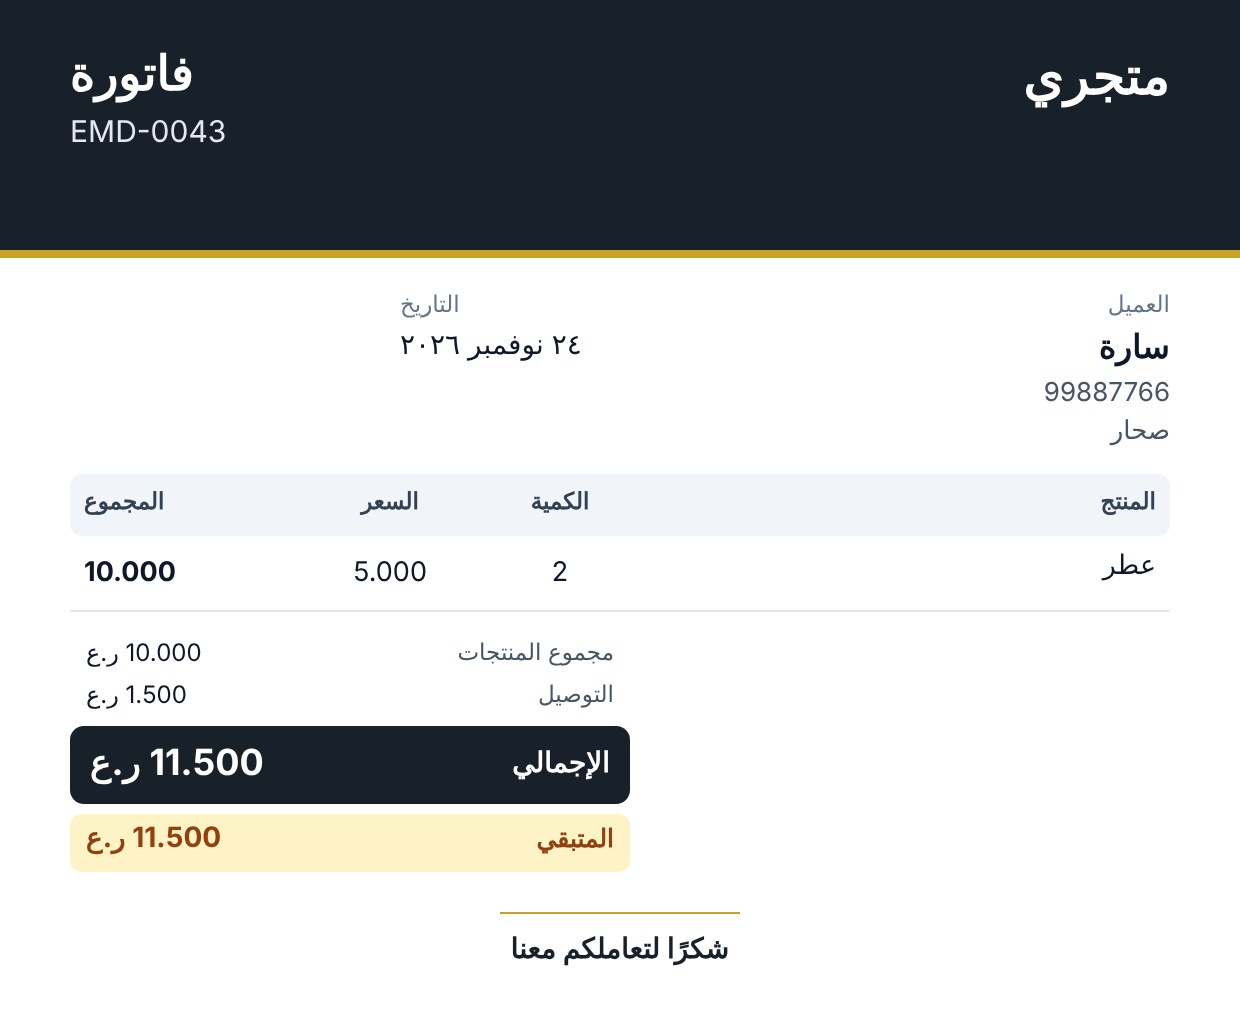 متجري
فاتورة
EMD-0043
العميل
سارة
99887766
صحار
التاريخ
٢٤ نوفمبر ٢٠٢٦
المنتج الكمية السعر المجموع
عطر 2 5.000 10.000
مجموع المنتجات 10.000 ر.ع
التوصيل 1.500 ر.ع
الإجمالي 11.500 ر.ع
المتبقي 11.500 ر.ع
شكرًا لتعاملكم معنا